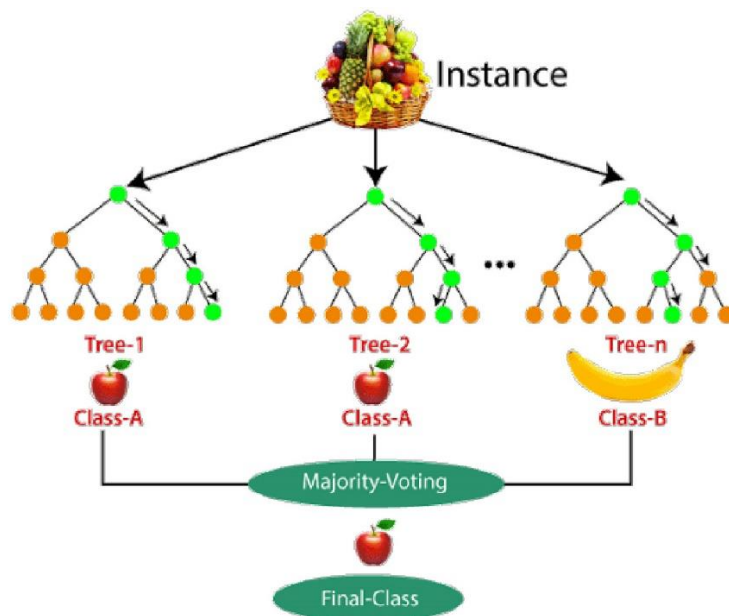 Instance
Tree-1
Tree-2
Tree-n
Class-A
Class-A
Class-B
Majority-Voting
Final-Class